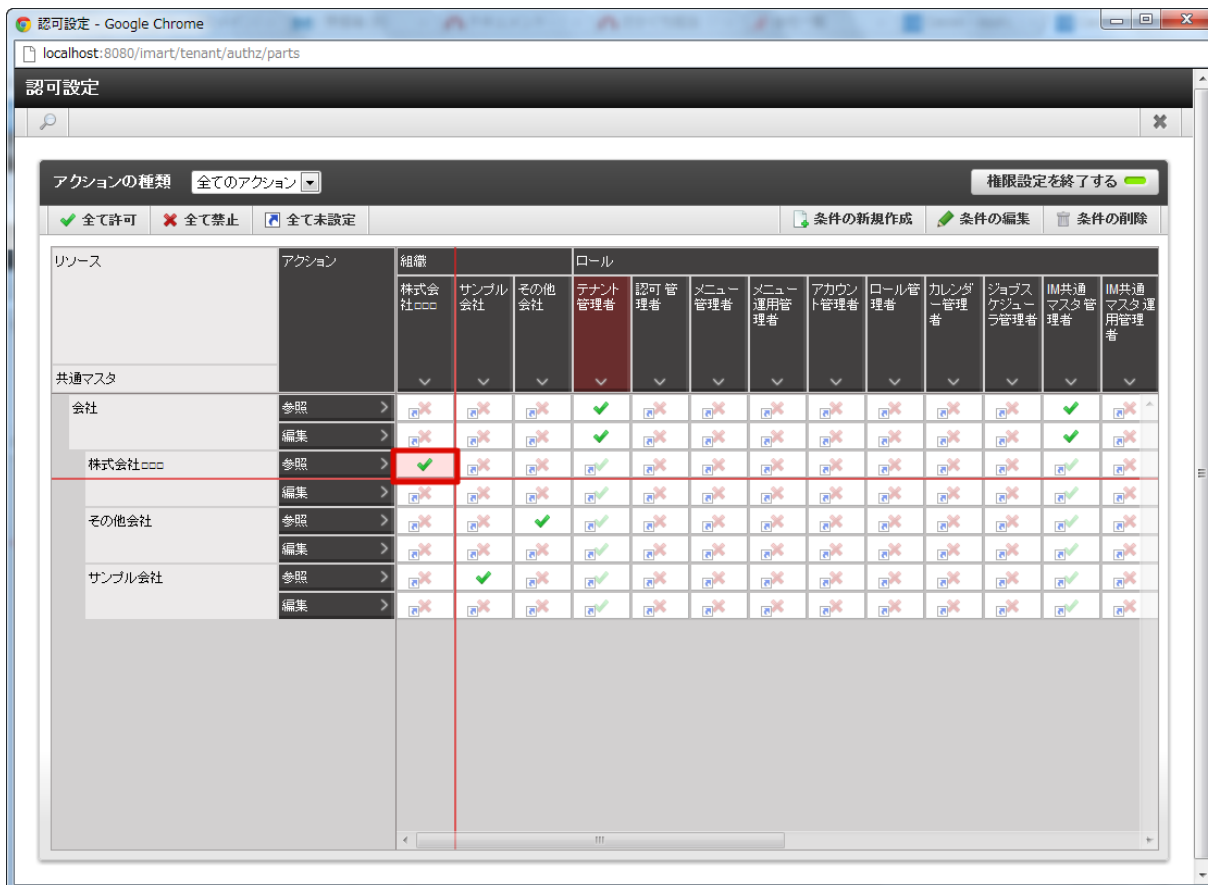 認可設定 - Google Chrome
localhost:8080/imart/tenant/authz/parts
認可設定
アクションの種類 全てのアクション 権限設定を終了する
全て許可 全て禁止 全て未設定 条件の新規作成 条件の編集 条件の削除
リソース アクション 組織 ロール
株式会社□□□ サンプル会社 その他会社 テナント管理者 認可管理者 メニュー管理者 メニュー運用管理者 アカウント管理者 ロール管理者 カレンダー管理者 ジョブスケジューラ管理者 IM共通マスタ管理者 IM共通マスタ運用管理者
共通マスタ
会社 参照
編集
株式会社□□□ 参照
編集
その他会社 参照
編集
サンプル会社 参照
編集